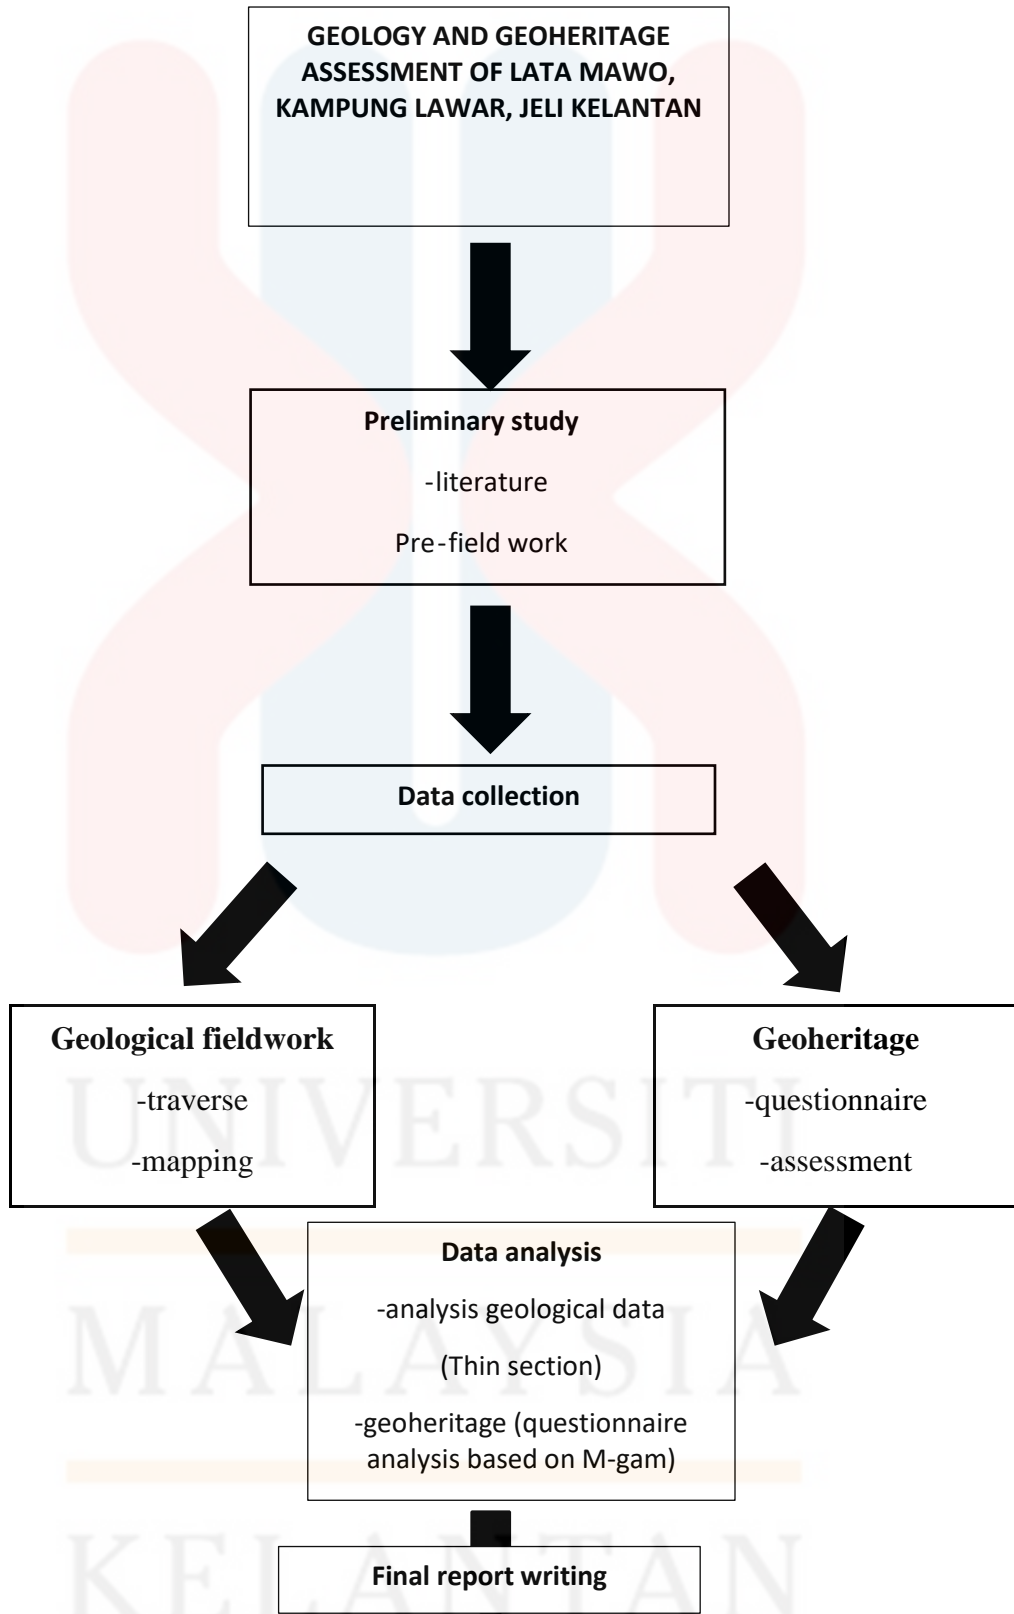 GEOLOGY AND GEOHERITAGE
ASSESSMENT OF LATA MAWO,
KAMPUNG LAWAR, JELI KELANTAN
Preliminary study
-literature
Pre-field work
Data collection
Geological fieldwork
-traverse
-mapping
Geoheritage
-questionnaire
-assessment
Data analysis
-analysis geological data
(Thin section)
-geoheritage (questionnaire
analysis based on M-gam)
Final report writing
UNIVERSITI
MALAYSIA
KELANTAN